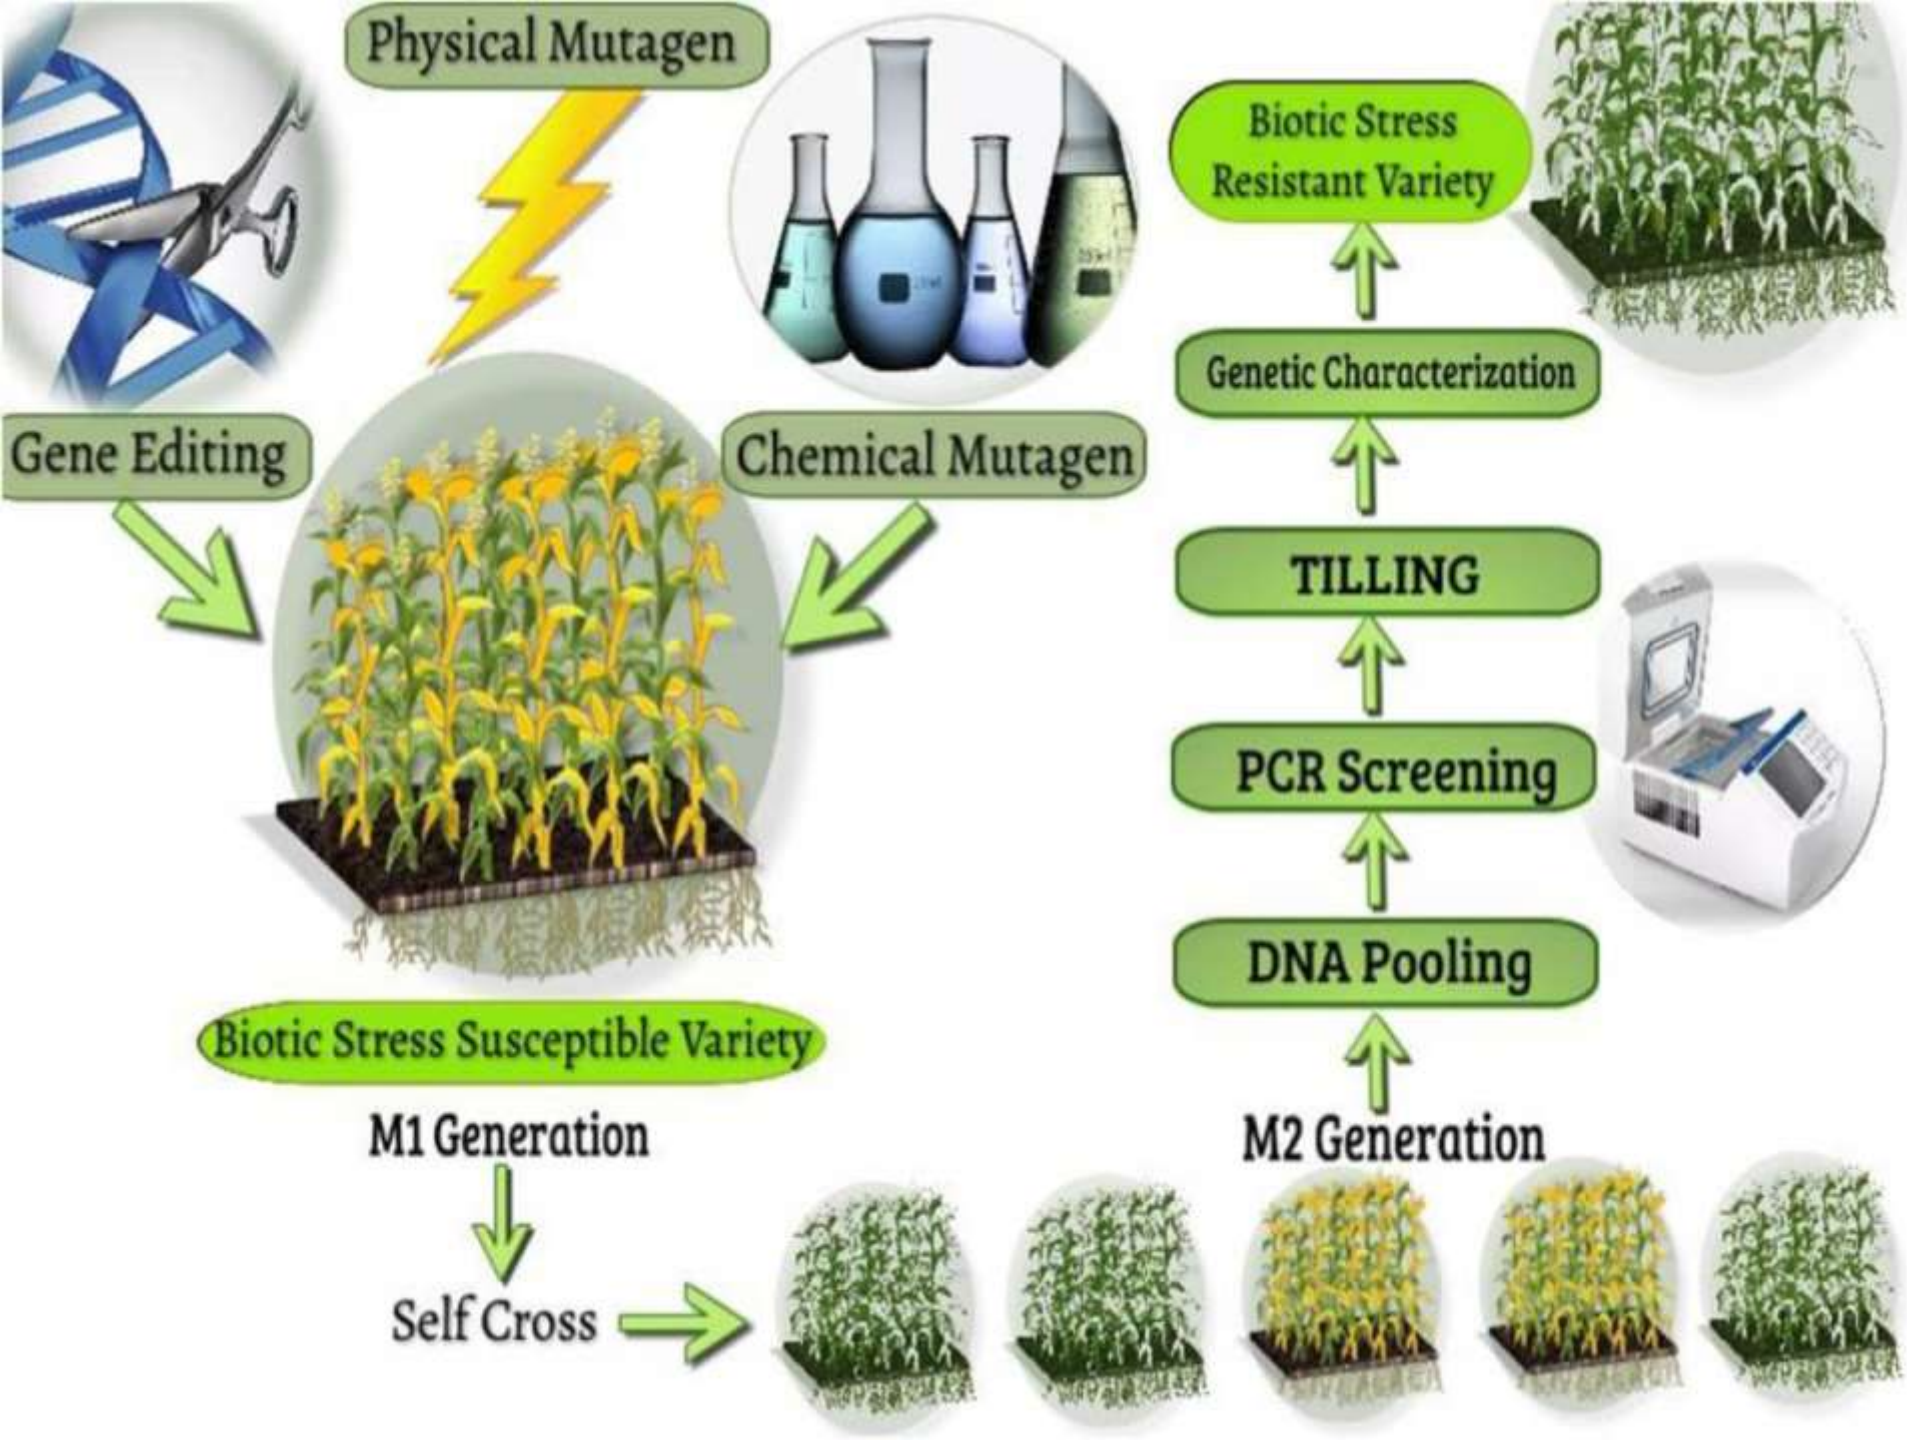 Physical Mutagen
Gene Editing
Chemical Mutagen
Biotic Stress Susceptible Variety
M1 Generation
Self Cross
M2 Generation
DNA Pooling
PCR Screening
TILLING
Genetic Characterization
Biotic Stress
Resistant Variety